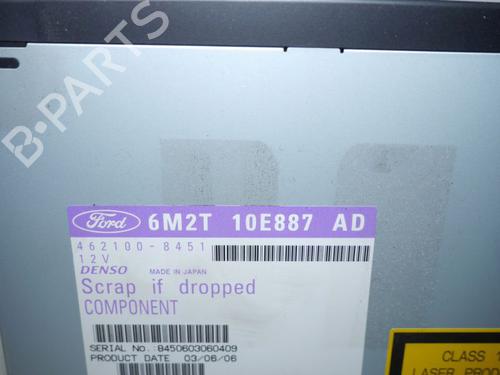 Ford 6M2T 10E887 AD
462100-8451
12V
DENSO MADE IN JAPAN
Scrap if dropped
COMPONENT
SERIAL No.: 8450603060409
PRODUCT DATE 03/06/06
CLASS 1
LASER PROD